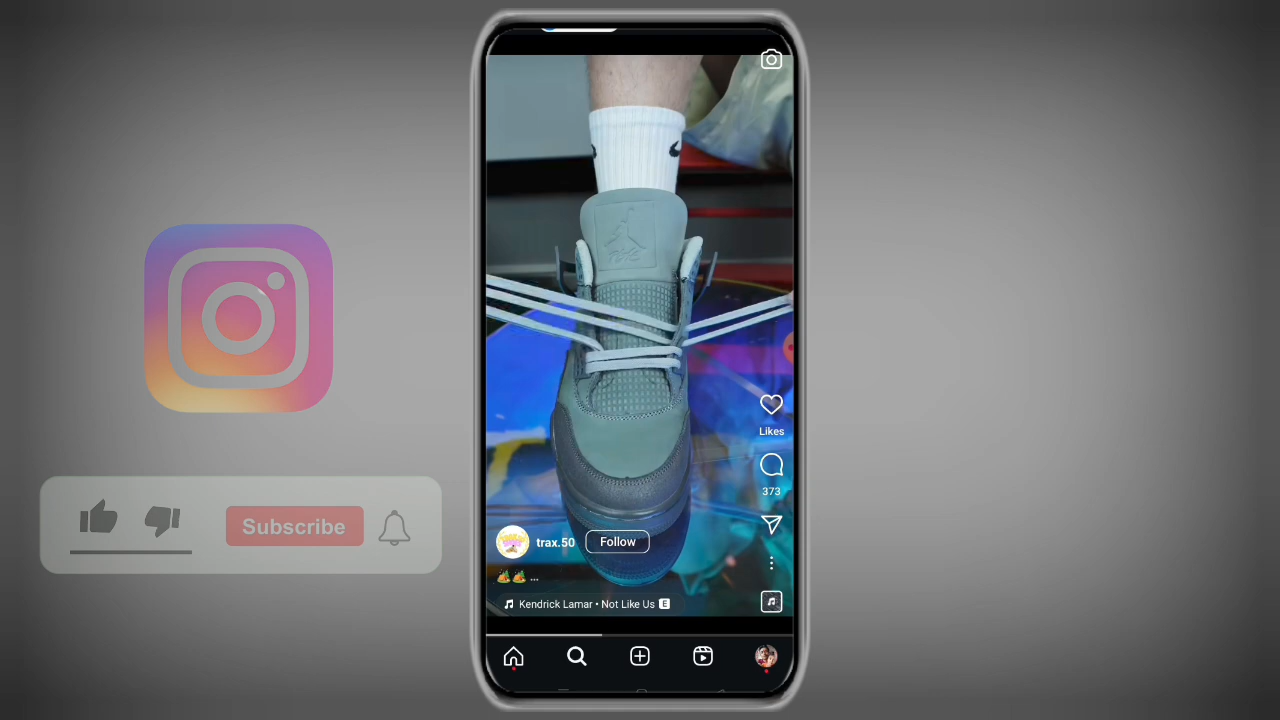 Subscribe
Likes
373
trax.50 Follow
...
Kendrick Lamar • Not Like Us E